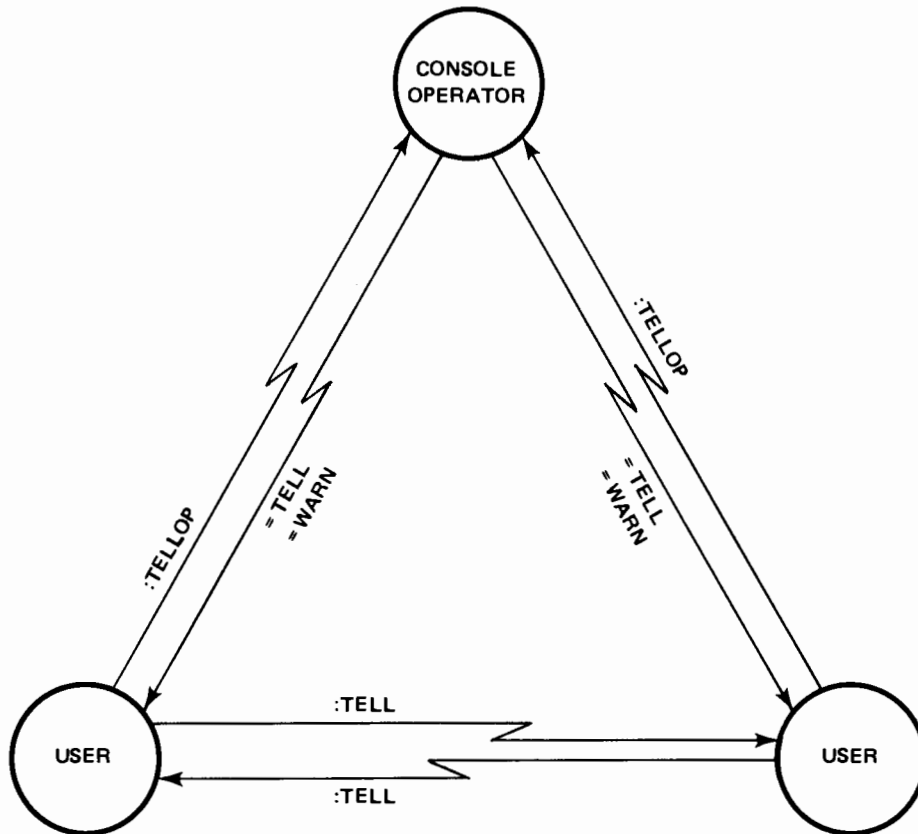 CONSOLE
OPERATOR
:TELLOP
:TELLOP
= TELL
= WARN
= TELL
= WARN
:TELL
USER
USER
:TELL